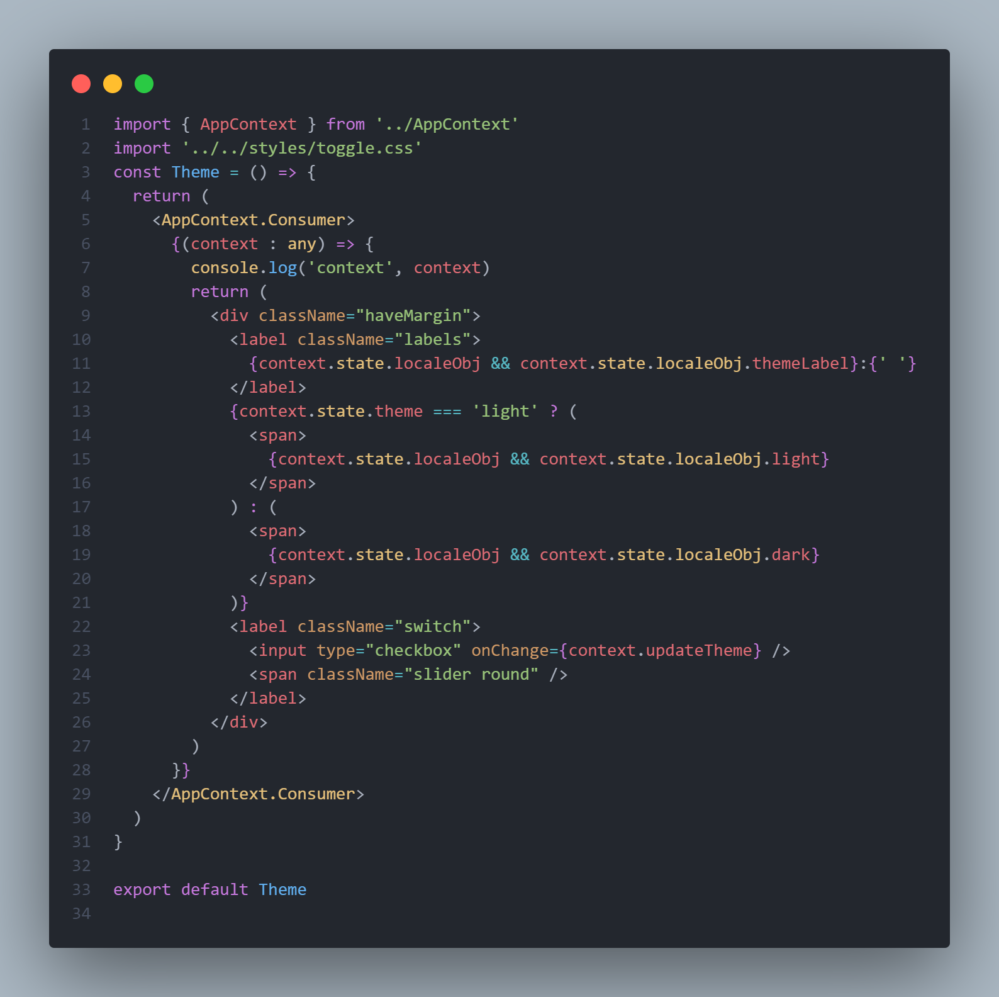 1 import { AppContext } from '../AppContext'
2 import '../../styles/toggle.css'
3 const Theme = () => {
4   return (
5     <AppContext.Consumer>
6       {(context : any) => {
7         console.log('context', context)
8         return (
9           <div className="haveMargin">
10             <label className="labels">
11               {context.state.localeObj && context.state.localeObj.themeLabel}:{' '}
12             </label>
13             {context.state.theme === 'light' ? (
14               <span>
15                 {context.state.localeObj && context.state.localeObj.light}
16               </span>
17             ) : (
18               <span>
19                 {context.state.localeObj && context.state.localeObj.dark}
20               </span>
21             )}
22             <label className="switch">
23               <input type="checkbox" onChange={context.updateTheme} />
24               <span className="slider round" />
25             </label>
26           </div>
27         )
28       }}
29     </AppContext.Consumer>
30   )
31 }
32
33 export default Theme
34